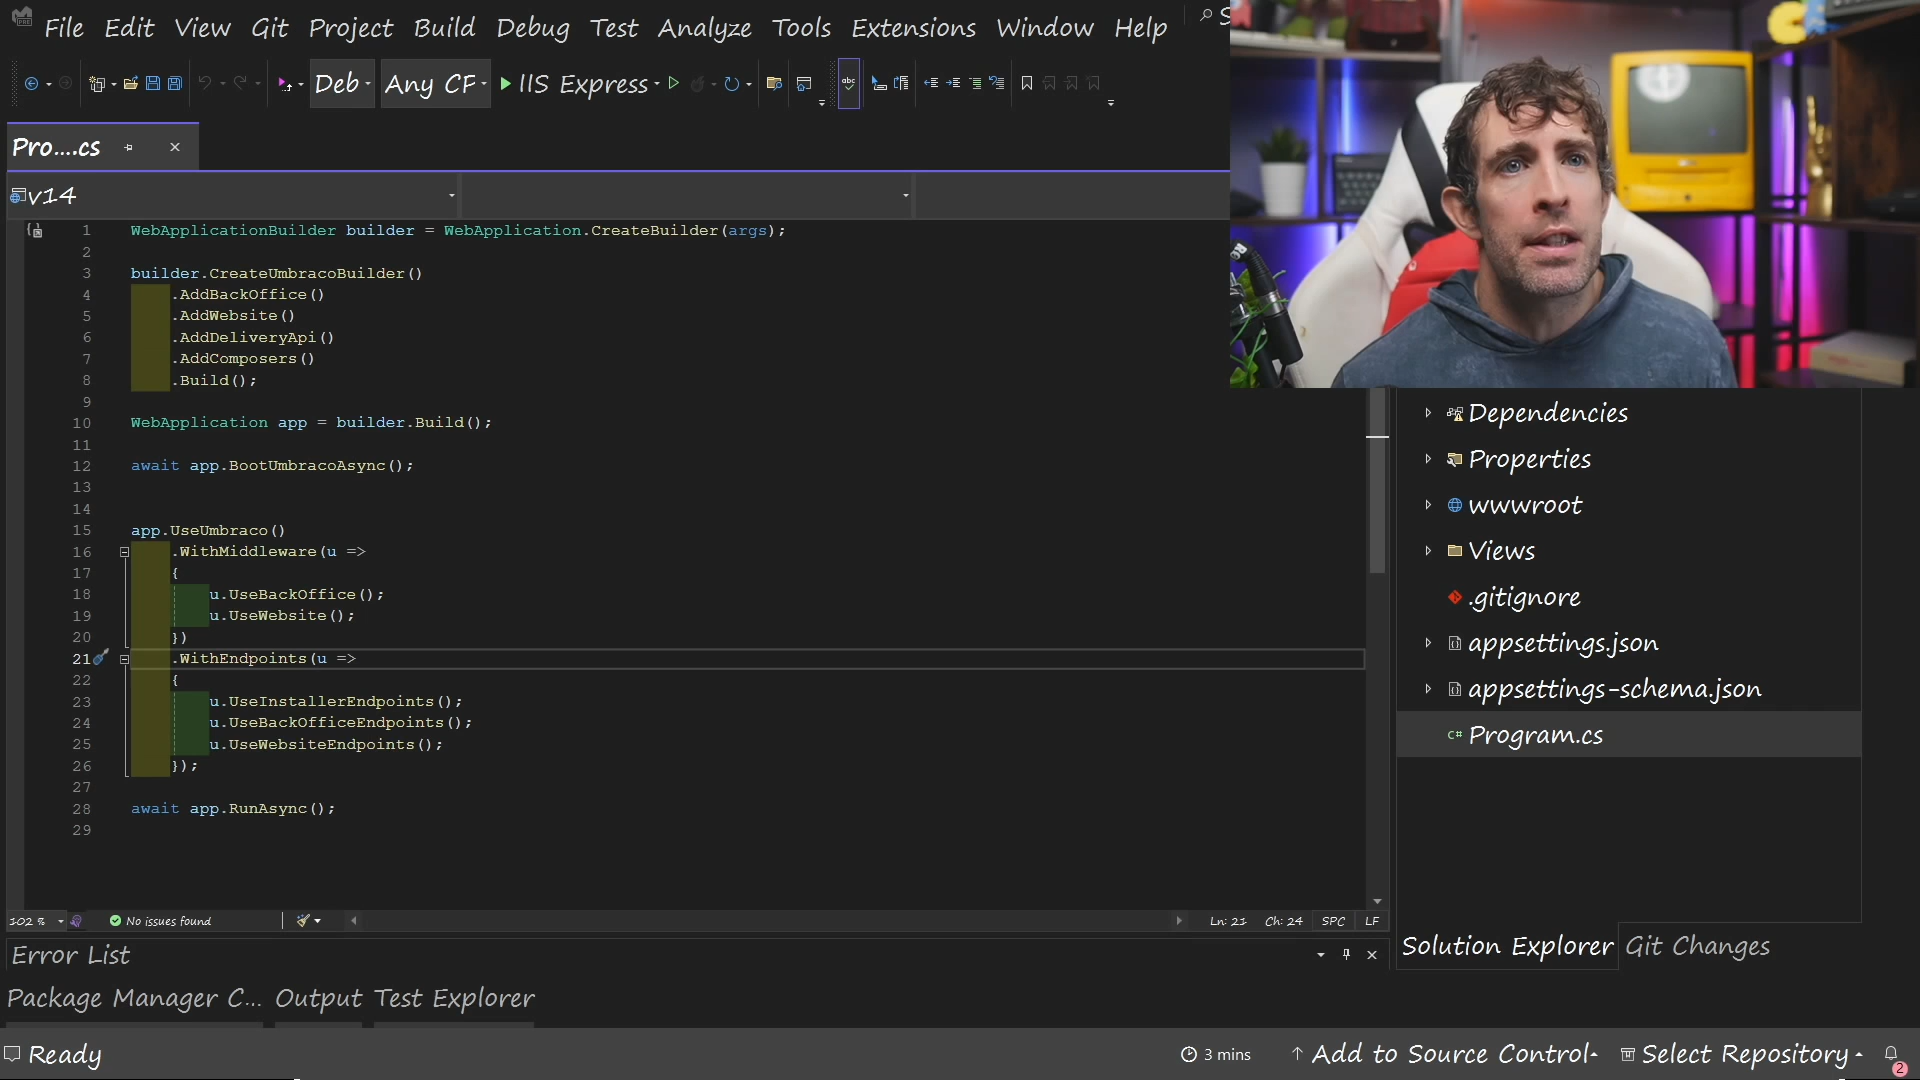 File Edit View Git Project Build Debug Test Analyze Tools Extensions Window Help
Deb Any CF IIS Express
Pro....cs
v14
1 WebApplicationBuilder builder = WebApplication.CreateBuilder(args);
2
3 builder.CreateUmbracoBuilder()
4 .AddBackOffice()
5 .AddWebsite()
6 .AddDeliveryApi()
7 .AddComposers()
8 .Build();
9
10 WebApplication app = builder.Build();
11
12 await app.BootUmbracoAsync();
13
14
15 app.UseUmbraco()
16 .WithMiddleware(u =>
17 {
18 u.UseBackOffice();
19 u.UseWebsite();
20 })
21 .WithEndpoints(u =>
22 {
23 u.UseInstallerEndpoints();
24 u.UseBackOfficeEndpoints();
25 u.UseWebsiteEndpoints();
26 });
27
28 await app.RunAsync();
29
Dependencies
Properties
wwwroot
Views
.gitignore
appsettings.json
appsettings-schema.json
C# Program.cs
102 % No issues found Ln: 21 Ch: 24 SPC LF
Solution Explorer Git Changes
Error List
Package Manager C... Output Test Explorer
Ready 3 mins Add to Source Control Select Repository 2